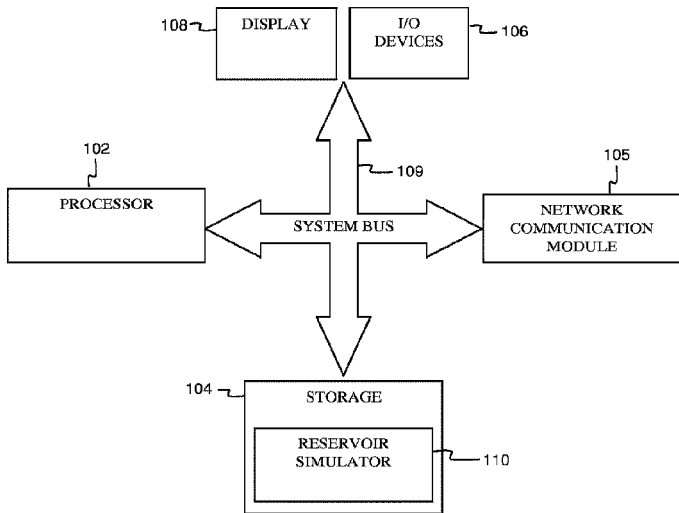 108
DISPLAY
I/O
DEVICES
106
109
102
PROCESSOR
SYSTEM BUS
105
NETWORK
COMMUNICATION
MODULE
104
STORAGE
RESERVOIR
SIMULATOR
110